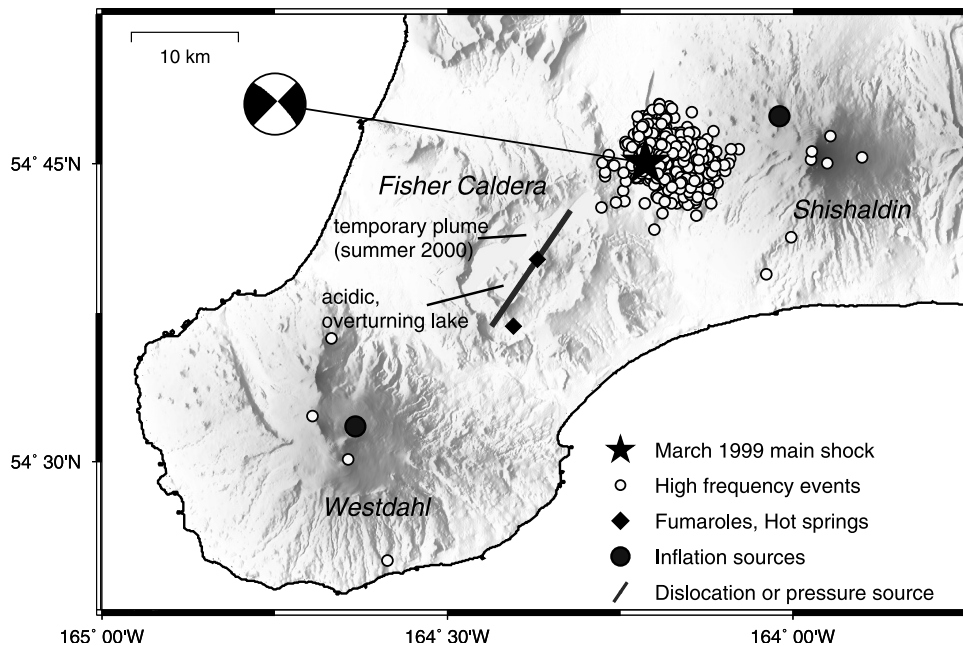 10 km
54° 45'N
Fisher Caldera
Shishaldin
temporary plume
(summer 2000)
acidic,
overturning lake
54° 30'N
Westdahl
March 1999 main shock
High frequency events
Fumaroles, Hot springs
Inflation sources
Dislocation or pressure source
165° 00'W
164° 30'W
164° 00'W